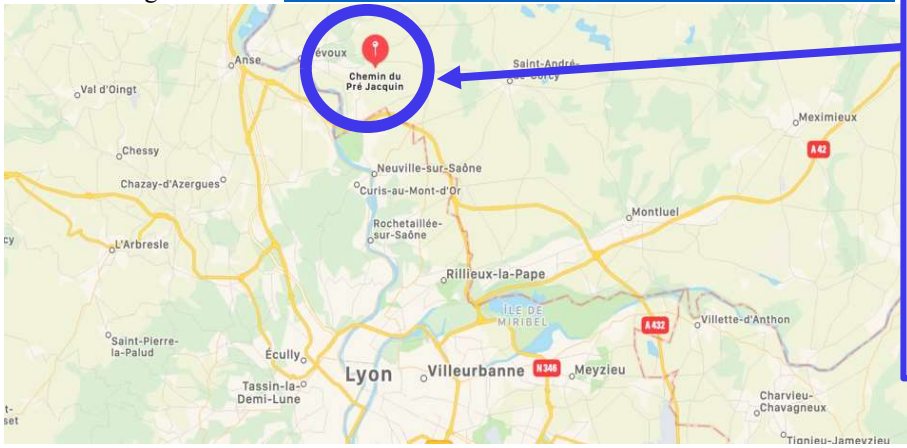 évoux
Anse
Chemin du
Pré Jacquin
Saint-André-
de-Corcy
Val d'Oingt
Meximieux
A42
Chessy
Neuville-sur-Saône
Chazay-d'Azergues
Curis-au-Mont-d'Or
Montluel
Rochetaillée-
sur-Saône
L'Arbresle
cy
Rillieux-la-Pape
ÎLE DE
MIRIBEL
A432
Villette-d'Anthon
Saint-Pierre-
la-Palud
Écully
Lyon
Villeurbanne
N346
Meyzieu
Tassin-la-
Demi-Lune
Charvieu-
Chavagneux
t-
set
Tignieu-Jameyzieu